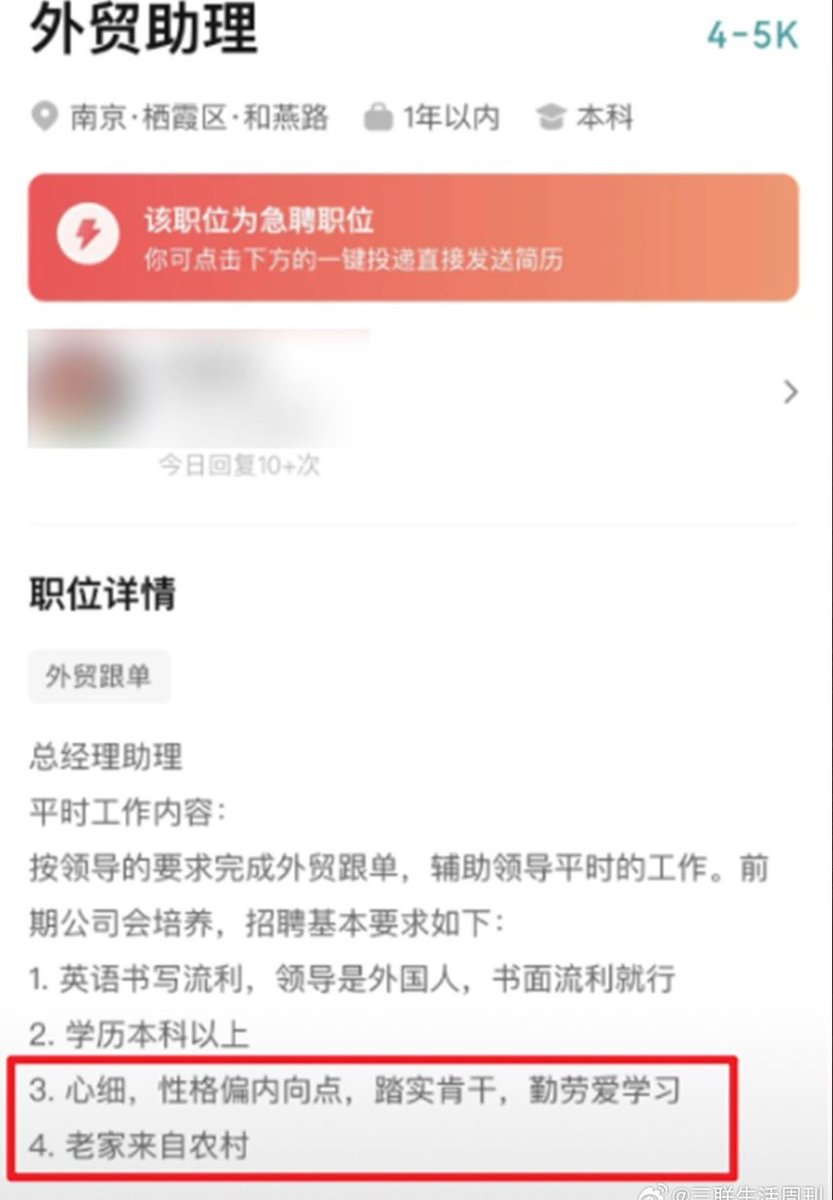 外贸助理
4-5K
南京·栖霞区·和燕路 1年以内 本科
该职位为急聘职位
你可点击下方的一键投递直接发送简历
今日回复10+次
职位详情
外贸跟单
总经理助理
平时工作内容：
按领导的要求完成外贸跟单，辅助领导平时的工作。前
期公司会培养，招聘基本要求如下：
1. 英语书写流利，领导是外国人，书面流利就行
2. 学历本科以上
3. 心细，性格偏内向点，踏实肯干，勤劳爱学习
4. 老家来自农村
@三联生活周刊